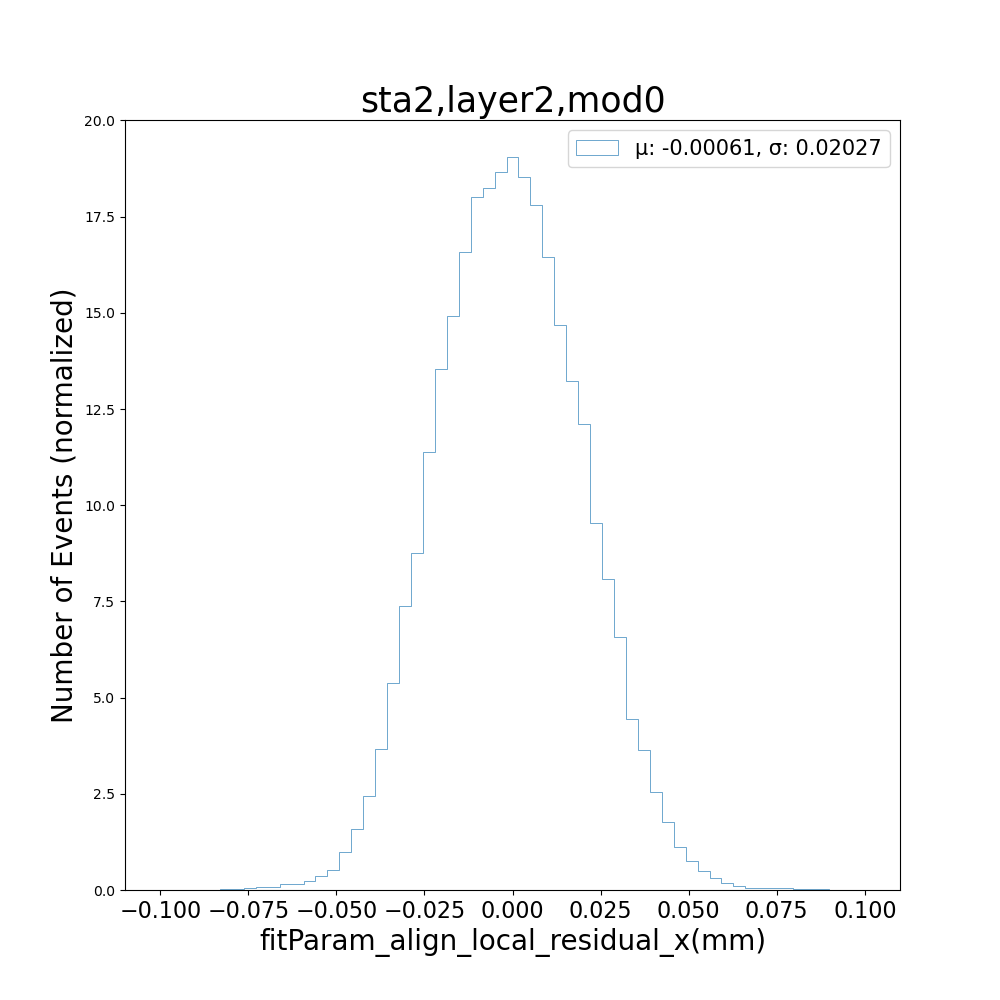 sta2,layer2,mod0
μ: -0.00061, σ: 0.02027
Number of Events (normalized)
20.0
17.5
15.0
12.5
10.0
7.5
5.0
2.5
0.0
−0.100 −0.075 −0.050 −0.025 0.000 0.025 0.050 0.075 0.100
fitParam_align_local_residual_x(mm)